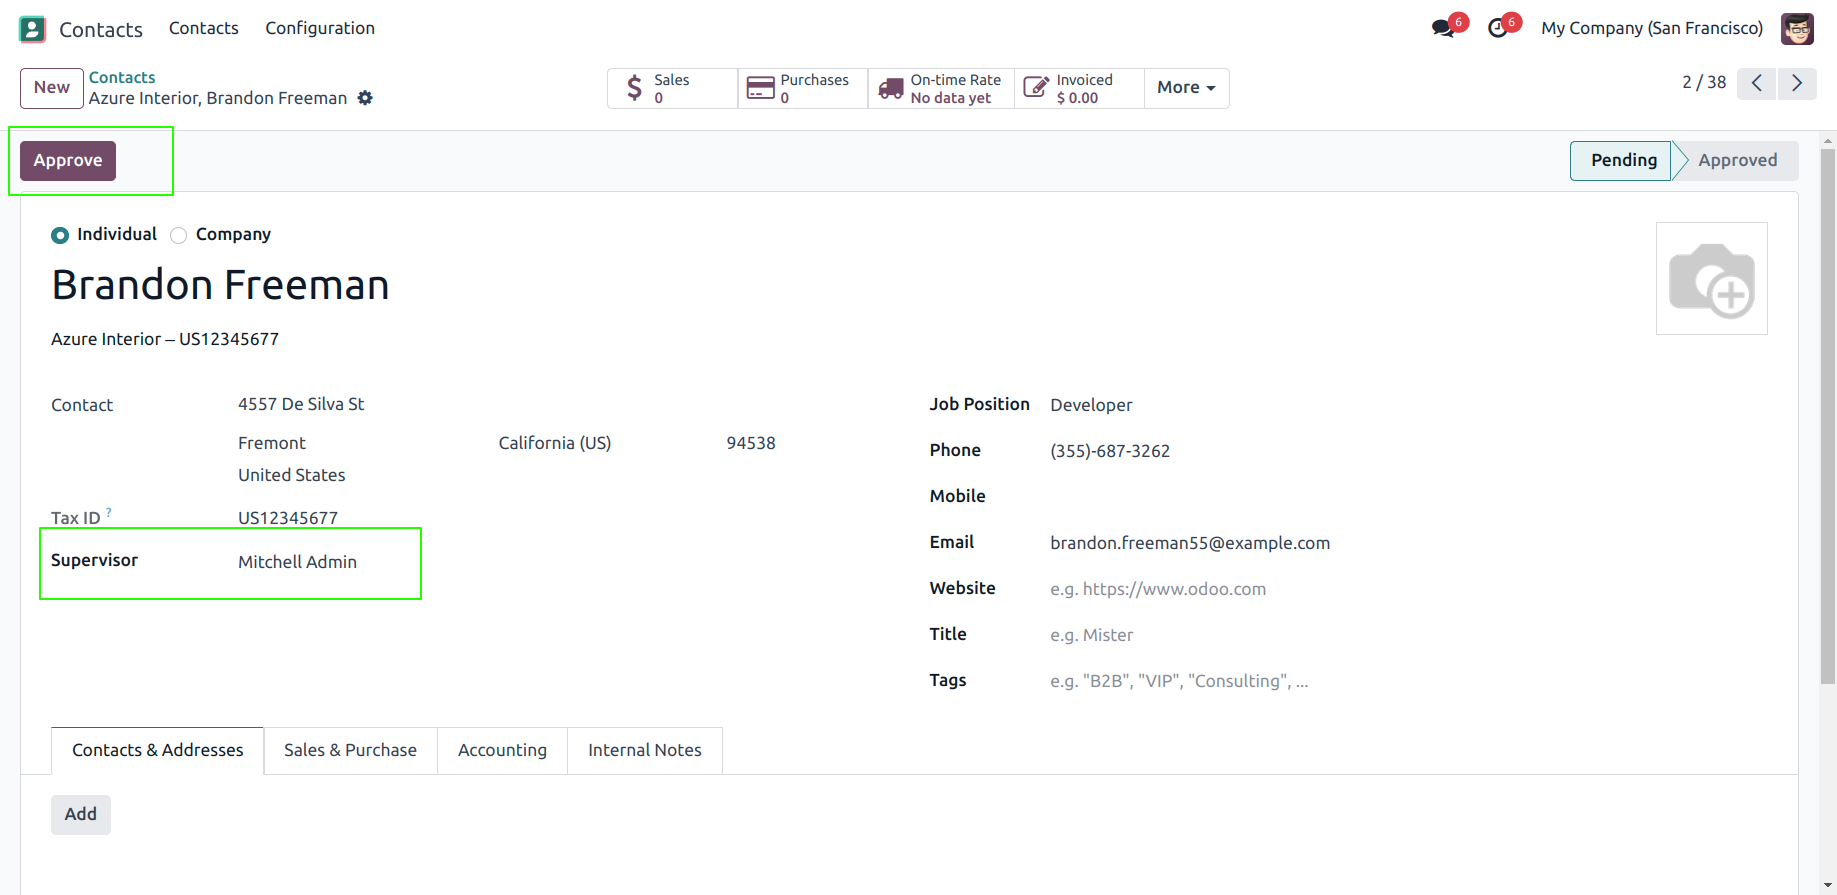 Contacts Contacts Configuration 6 6 My Company (San Francisco)
New Contacts
Azure Interior, Brandon Freeman
Sales 0
Purchases 0
On-time Rate No data yet
Invoiced $ 0.00
More
2 / 38
Approve
Pending Approved
Individual Company
Brandon Freeman
Azure Interior – US12345677
Contact 4557 De Silva St
Fremont California (US) 94538
United States
Tax ID ? US12345677
Supervisor Mitchell Admin
Job Position Developer
Phone (355)-687-3262
Mobile
Email brandon.freeman55@example.com
Website e.g. https://www.odoo.com
Title e.g. Mister
Tags e.g. "B2B", "VIP", "Consulting", ...
Contacts & Addresses Sales & Purchase Accounting Internal Notes
Add